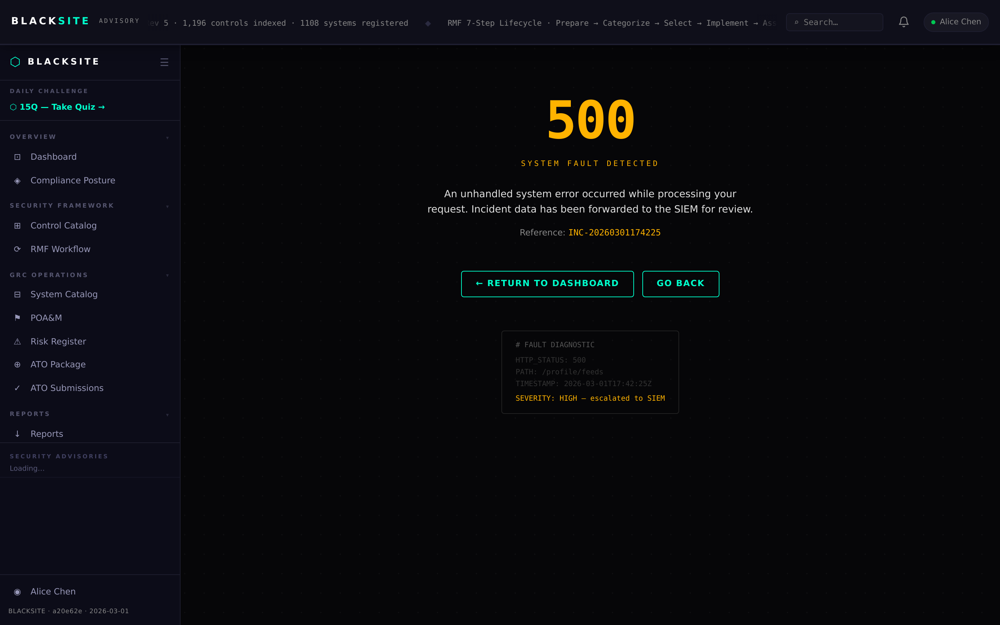 BLACKSITE ADVISORY
ev 5 · 1,196 controls indexed · 1108 systems registered ◆ RMF 7-Step Lifecycle · Prepare → Categorize → Select → Implement → Ass
Search…
Alice Chen
BLACKSITE
DAILY CHALLENGE
15Q — Take Quiz →
OVERVIEW
Dashboard
Compliance Posture
SECURITY FRAMEWORK
Control Catalog
RMF Workflow
GRC OPERATIONS
System Catalog
POA&M
Risk Register
ATO Package
ATO Submissions
REPORTS
Reports
SECURITY ADVISORIES
Loading…
Alice Chen
BLACKSITE · a20e62e · 2026-03-01
500
SYSTEM FAULT DETECTED
An unhandled system error occurred while processing your
request. Incident data has been forwarded to the SIEM for review.
Reference: INC-20260301174225
← RETURN TO DASHBOARD
GO BACK
# FAULT DIAGNOSTIC
HTTP_STATUS: 500
PATH: /profile/feeds
TIMESTAMP: 2026-03-01T17:42:25Z
SEVERITY: HIGH — escalated to SIEM